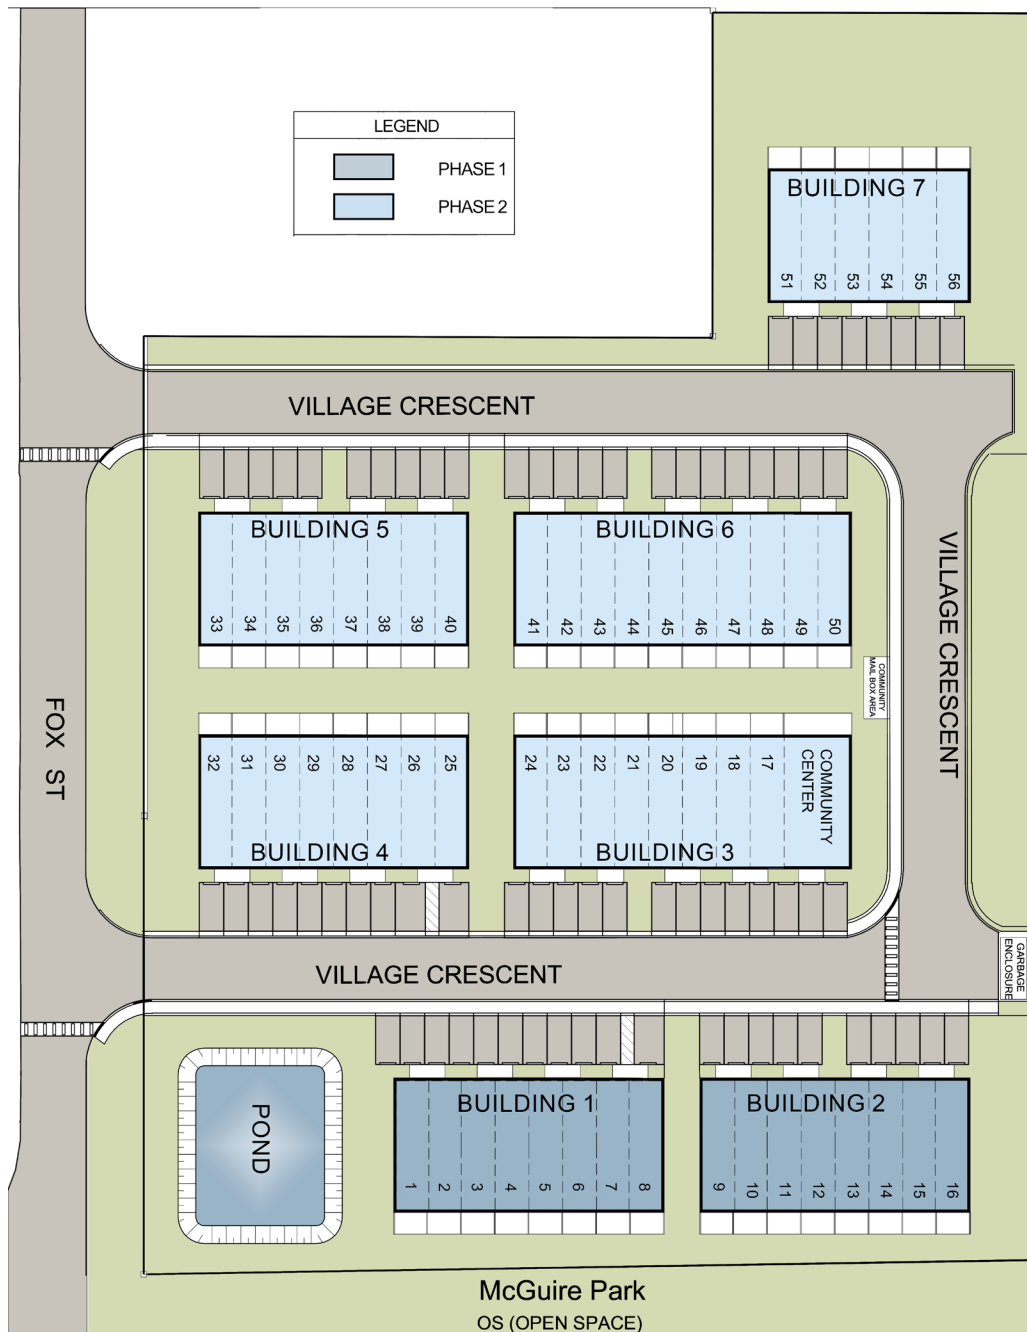 LEGEND
PHASE 1
PHASE 2
BUILDING 7
51 52 53 54 55 56
VILLAGE CRESCENT
BUILDING 5
33 34 35 36 37 38 39 40
BUILDING 6
41 42 43 44 45 46 47 48 49 50
VILLAGE CRESCENT
COMMUNITY
MAIL BOX AREA
FOX ST
32 31 30 29 28 27 26 25
BUILDING 4
24 23 22 21 20 19 18 17
COMMUNITY
CENTER
BUILDING 3
VILLAGE CRESCENT
GARBAGE
ENCLOSURE
POND
BUILDING 1
1 2 3 4 5 6 7 8
BUILDING 2
9 10 11 12 13 14 15 16
McGuire Park
OS (OPEN SPACE)